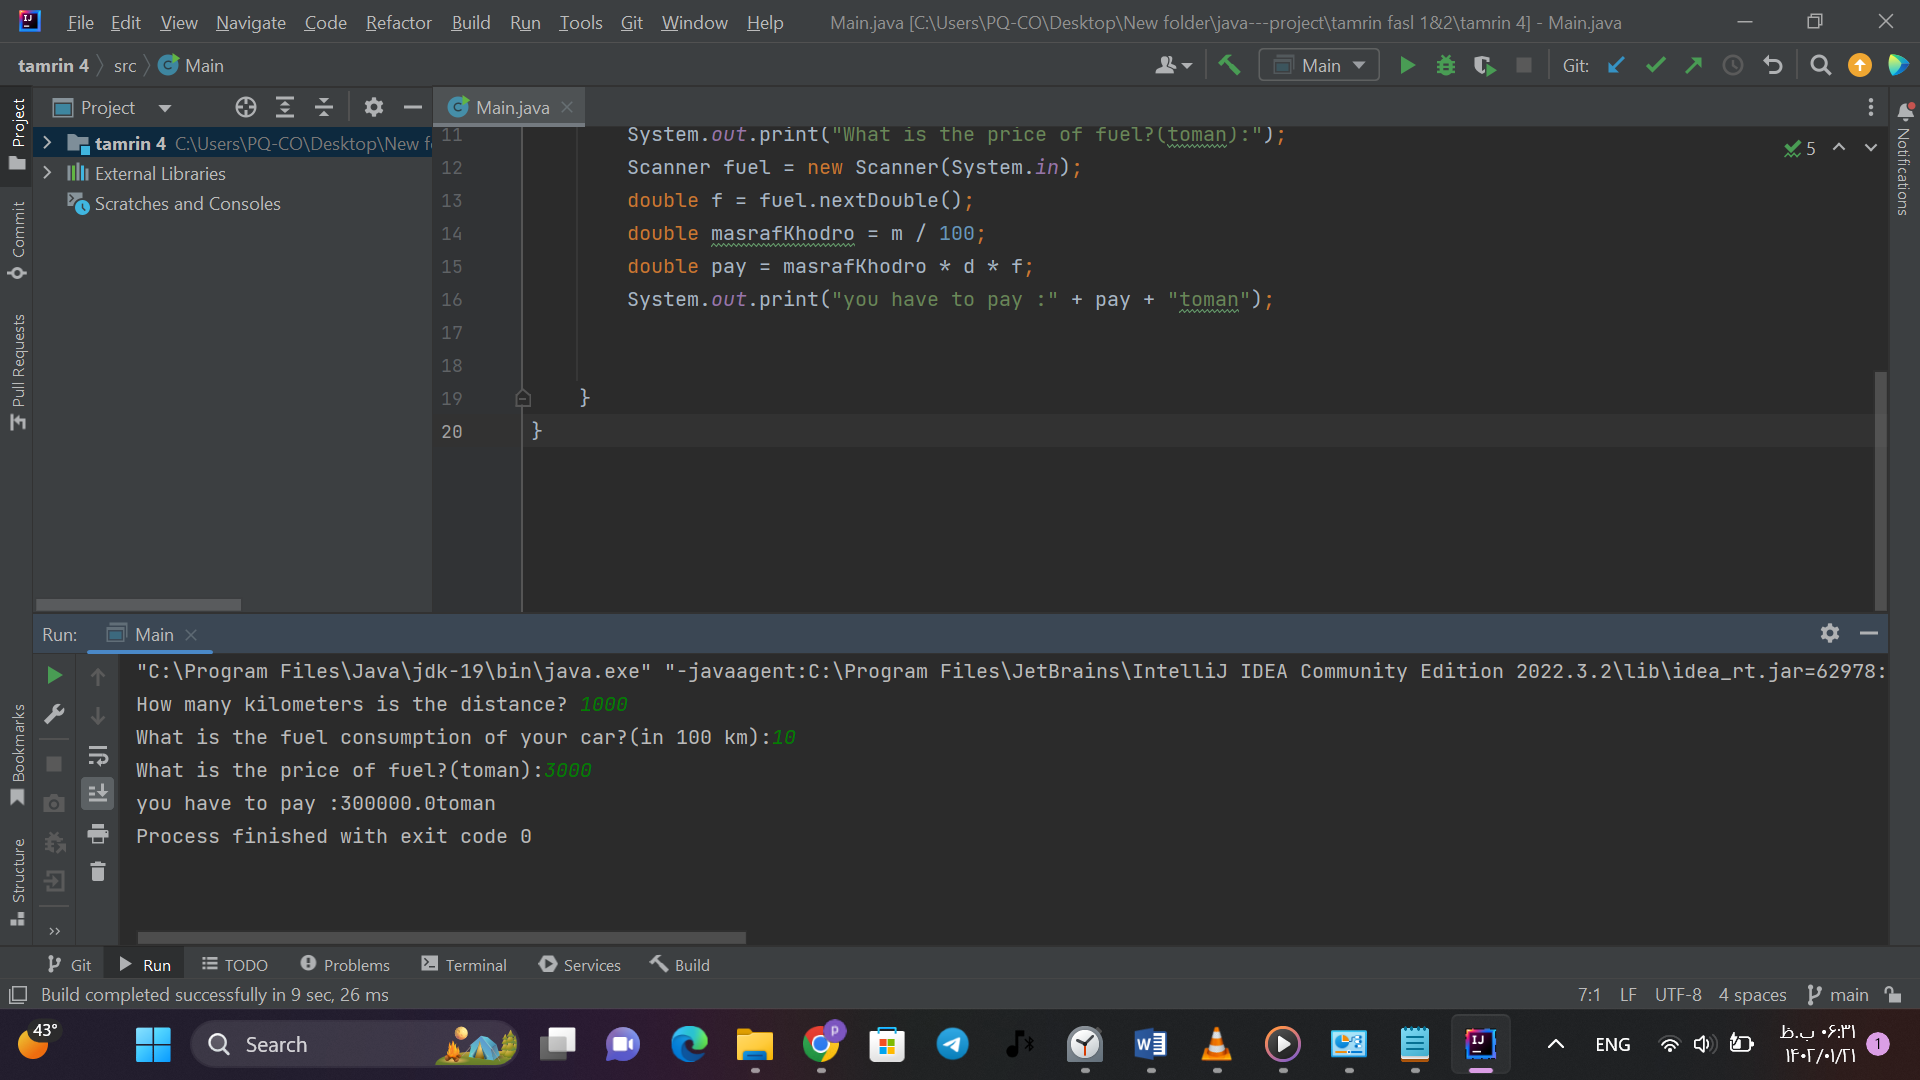 File Edit View Navigate Code Refactor Build Run Tools Git Window Help Main.java [C:\Users\PQ-CO\Desktop\New folder\java---project\tamrin fasl 1&2\tamrin 4] - Main.java
tamrin 4 src Main
Main Git:
Project
Main.java
tamrin 4 C:\Users\PQ-CO\Desktop\New f
External Libraries
Scratches and Consoles
Project
Commit
Pull Requests
Bookmarks
Structure
Notifications
5
11 System.out.print("What is the price of fuel?(toman):");
12 Scanner fuel = new Scanner(System.in);
13 double f = fuel.nextDouble();
14 double masrafKhodro = m / 100;
15 double pay = masrafKhodro * d * f;
16 System.out.print("you have to pay :" + pay + "toman");
17
18
19 }
20 }
Run: Main
"C:\Program Files\Java\jdk-19\bin\java.exe" "-javaagent:C:\Program Files\JetBrains\IntelliJ IDEA Community Edition 2022.3.2\lib\idea_rt.jar=62978:
How many kilometers is the distance? 1000
What is the fuel consumption of your car?(in 100 km):10
What is the price of fuel?(toman):3000
you have to pay :300000.0toman
Process finished with exit code 0
Git Run TODO Problems Terminal Services Build
Build completed successfully in 9 sec, 26 ms
7:1 LF UTF-8 4 spaces main
43°
Search
P
IJ
ENG
۰۶:۳۱ ب.ظ
۱۴۰۲/۰۱/۲۱
1